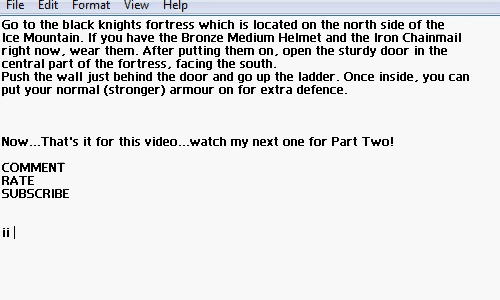 File Edit Format View Help
Go to the black knights fortress which is located on the north side of the
Ice Mountain. If you have the Bronze Medium Helmet and the Iron Chainmail
right now, wear them. After putting them on, open the sturdy door in the
central part of the fortress, facing the south.
Push the wall just behind the door and go up the ladder. Once inside, you can
put your normal (stronger) armour on for extra defence.
Now...That's it for this video...watch my next one for Part Two!
COMMENT
RATE
SUBSCRIBE
ii